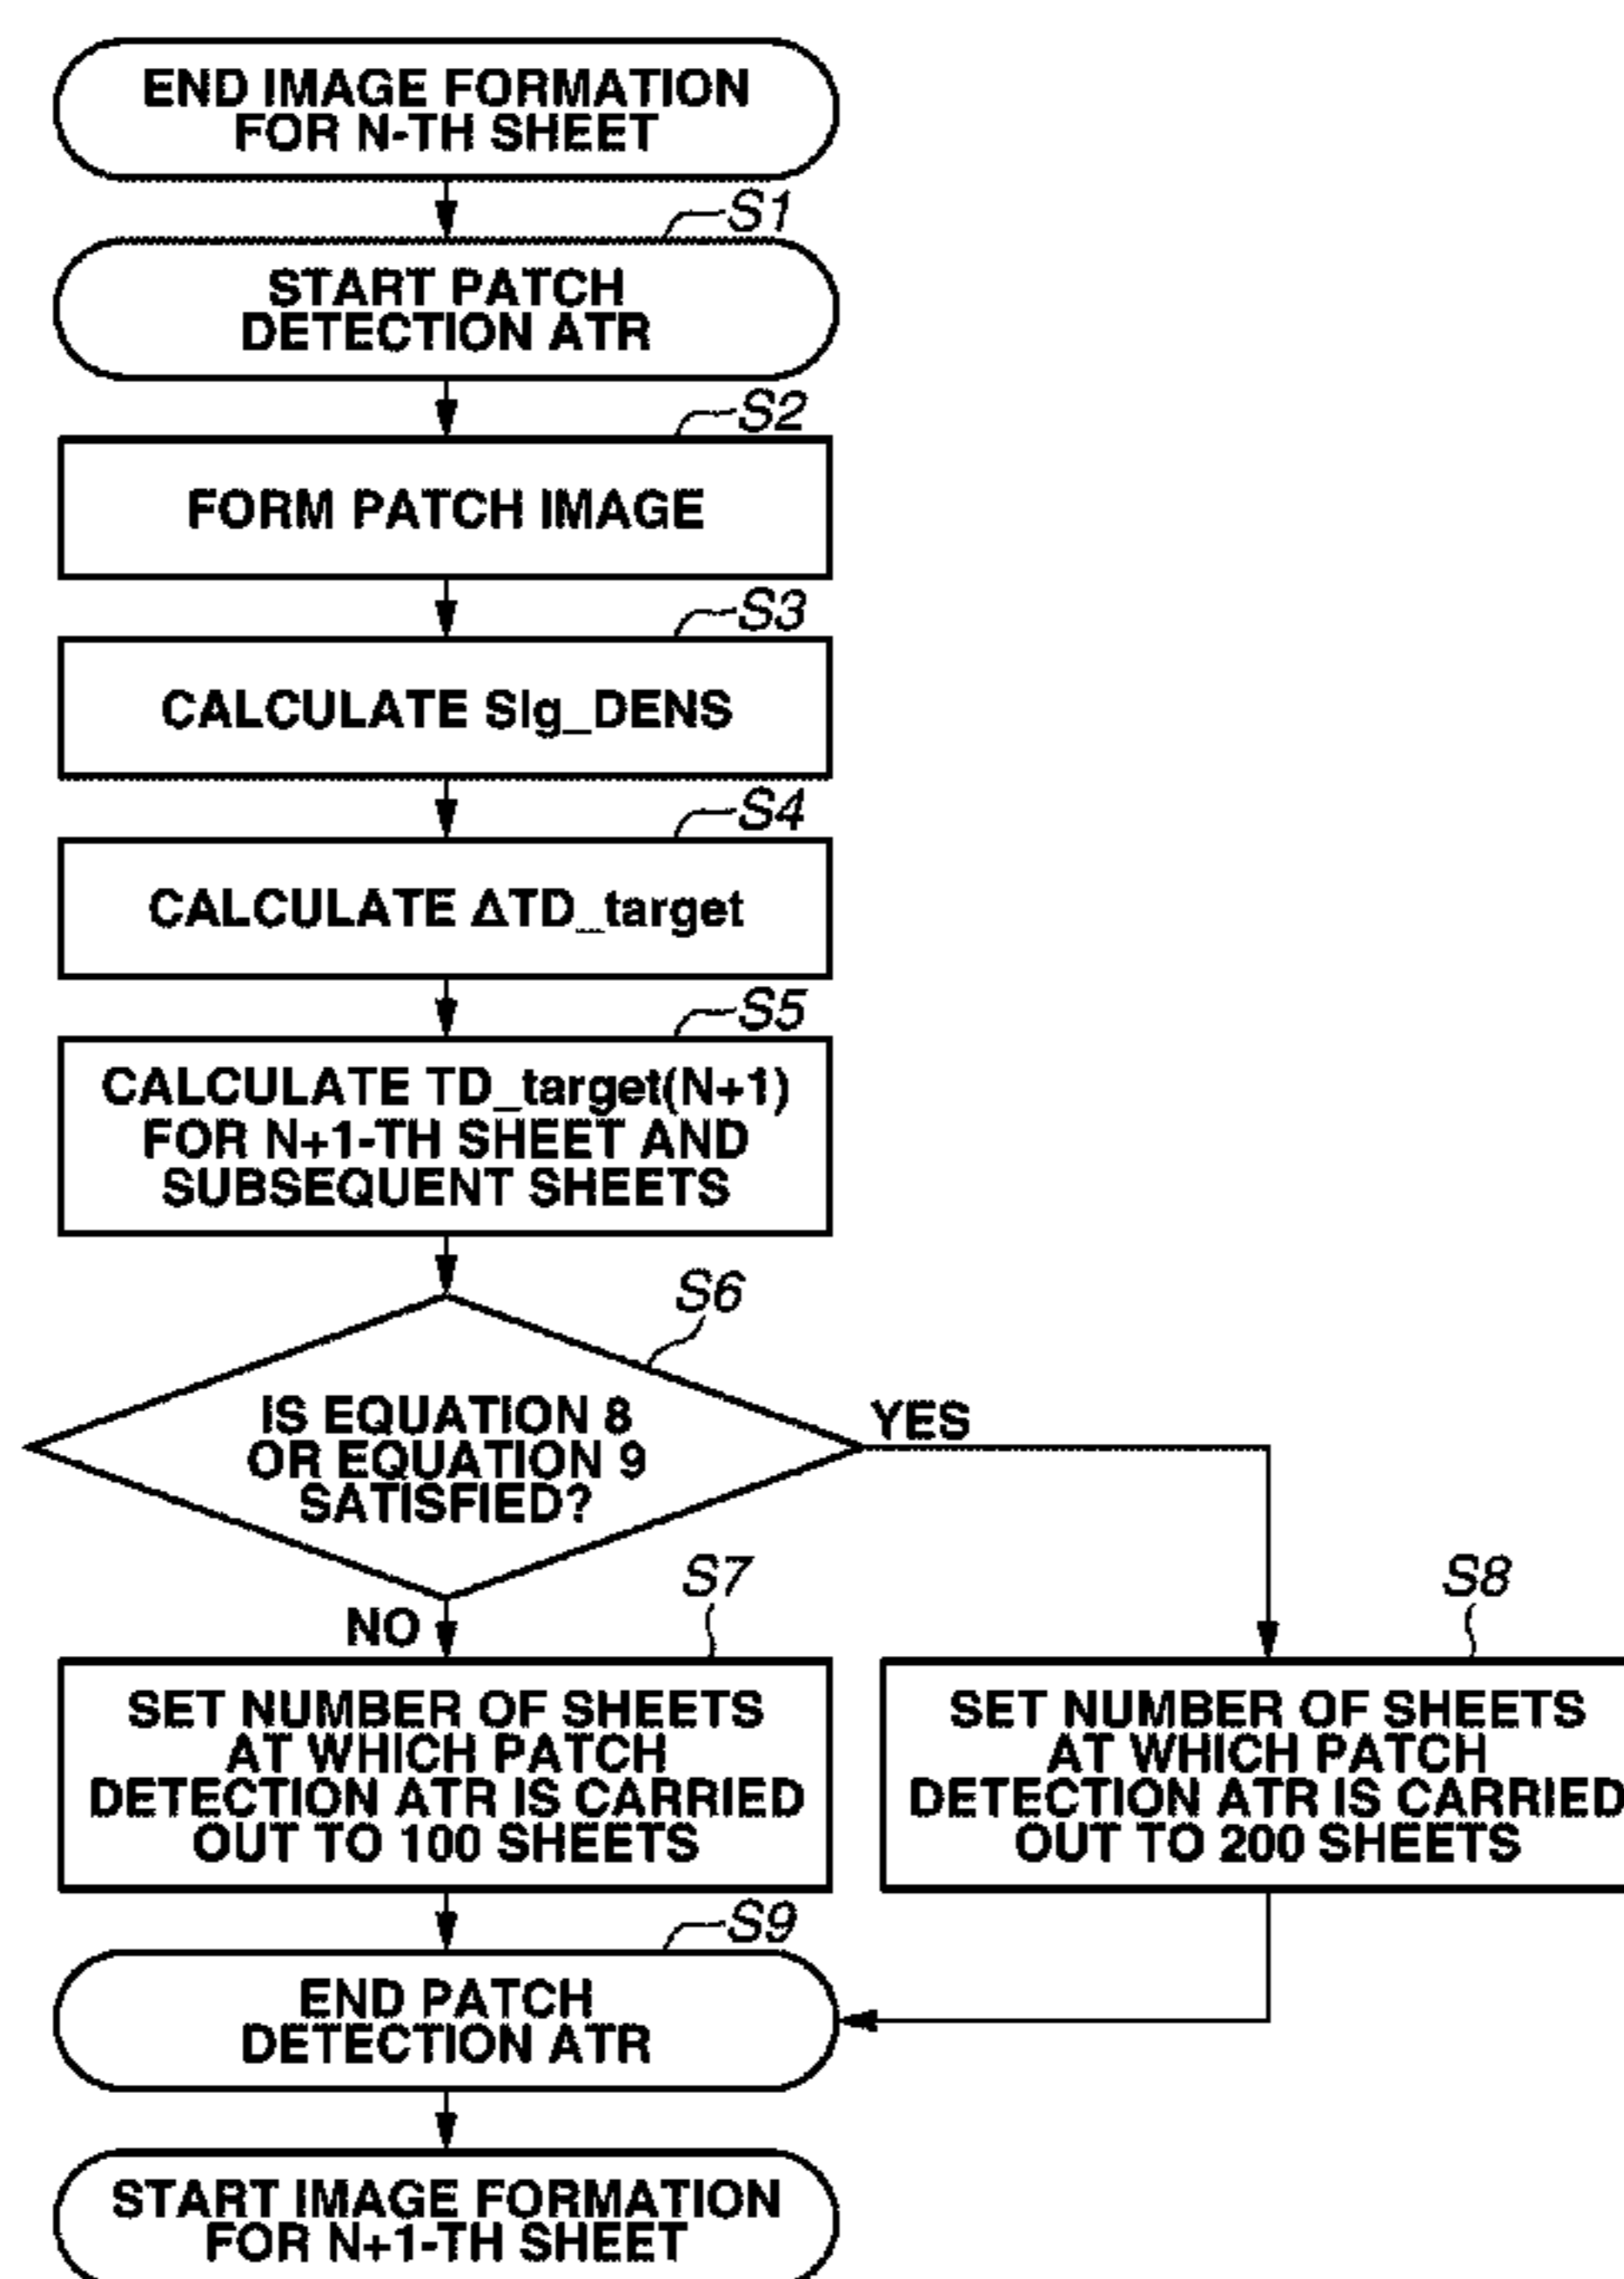 END IMAGE FORMATION
FOR N-TH SHEET
S1
START PATCH
DETECTION ATR
S2
FORM PATCH IMAGE
S3
CALCULATE SIg_DENS
S4
CALCULATE ΔTD_target
S5
CALCULATE TD_target(N+1)
FOR N+1-TH SHEET AND
SUBSEQUENT SHEETS
S6
IS EQUATION 8
OR EQUATION 9
SATISFIED?
YES
NO
S7
SET NUMBER OF SHEETS
AT WHICH PATCH
DETECTION ATR IS CARRIED
OUT TO 100 SHEETS
S8
SET NUMBER OF SHEETS
AT WHICH PATCH
DETECTION ATR IS CARRIED
OUT TO 200 SHEETS
S9
END PATCH
DETECTION ATR
START IMAGE FORMATION
FOR N+1-TH SHEET